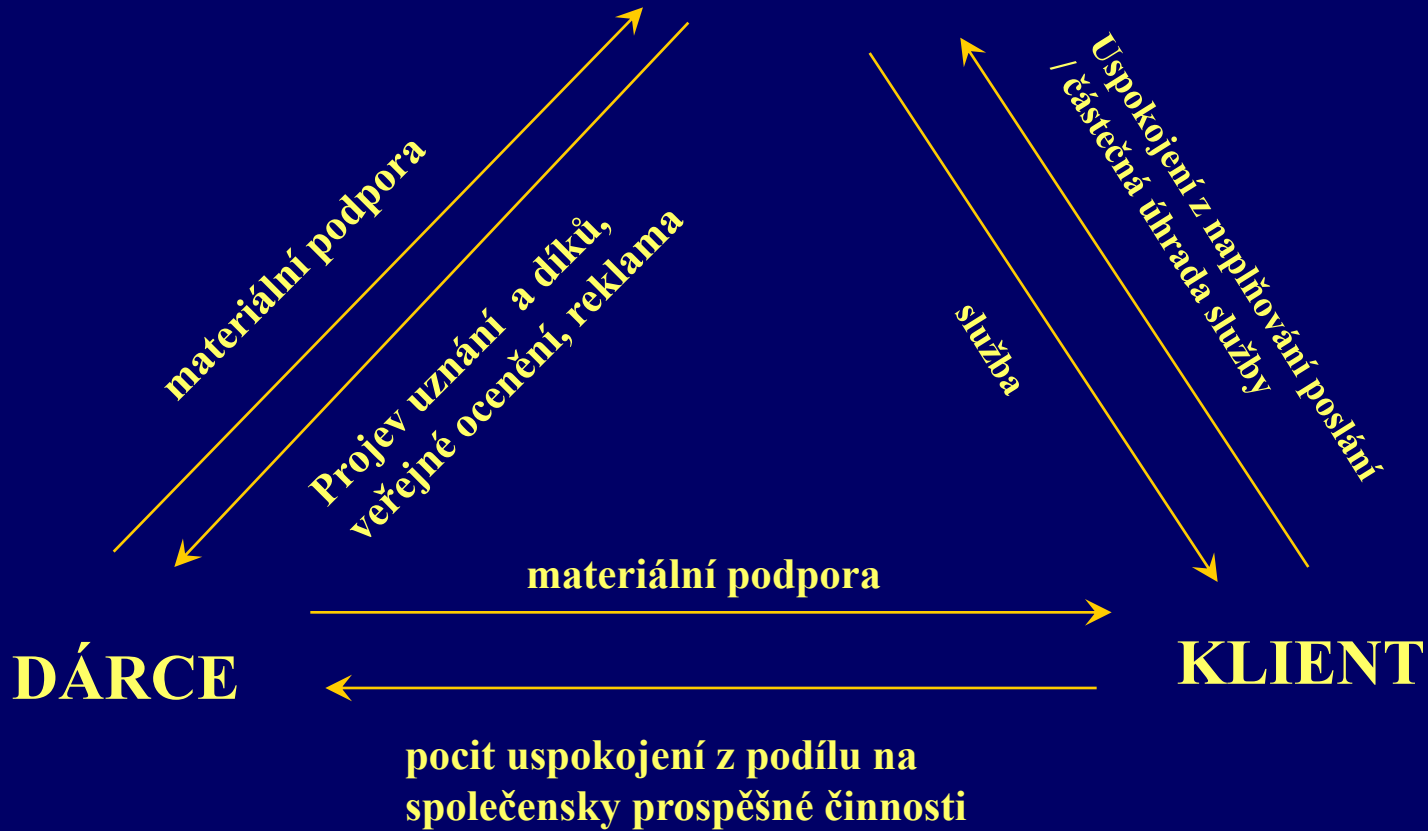 materiální podpora
Projev uznání a díků,
veřejné ocenění, reklama
služba
Uspokojení z naplňování poslání
/ částečná úhrada služby
materiální podpora
DÁRCE
KLIENT
pocit uspokojení z podílu na
společensky prospěšné činnosti